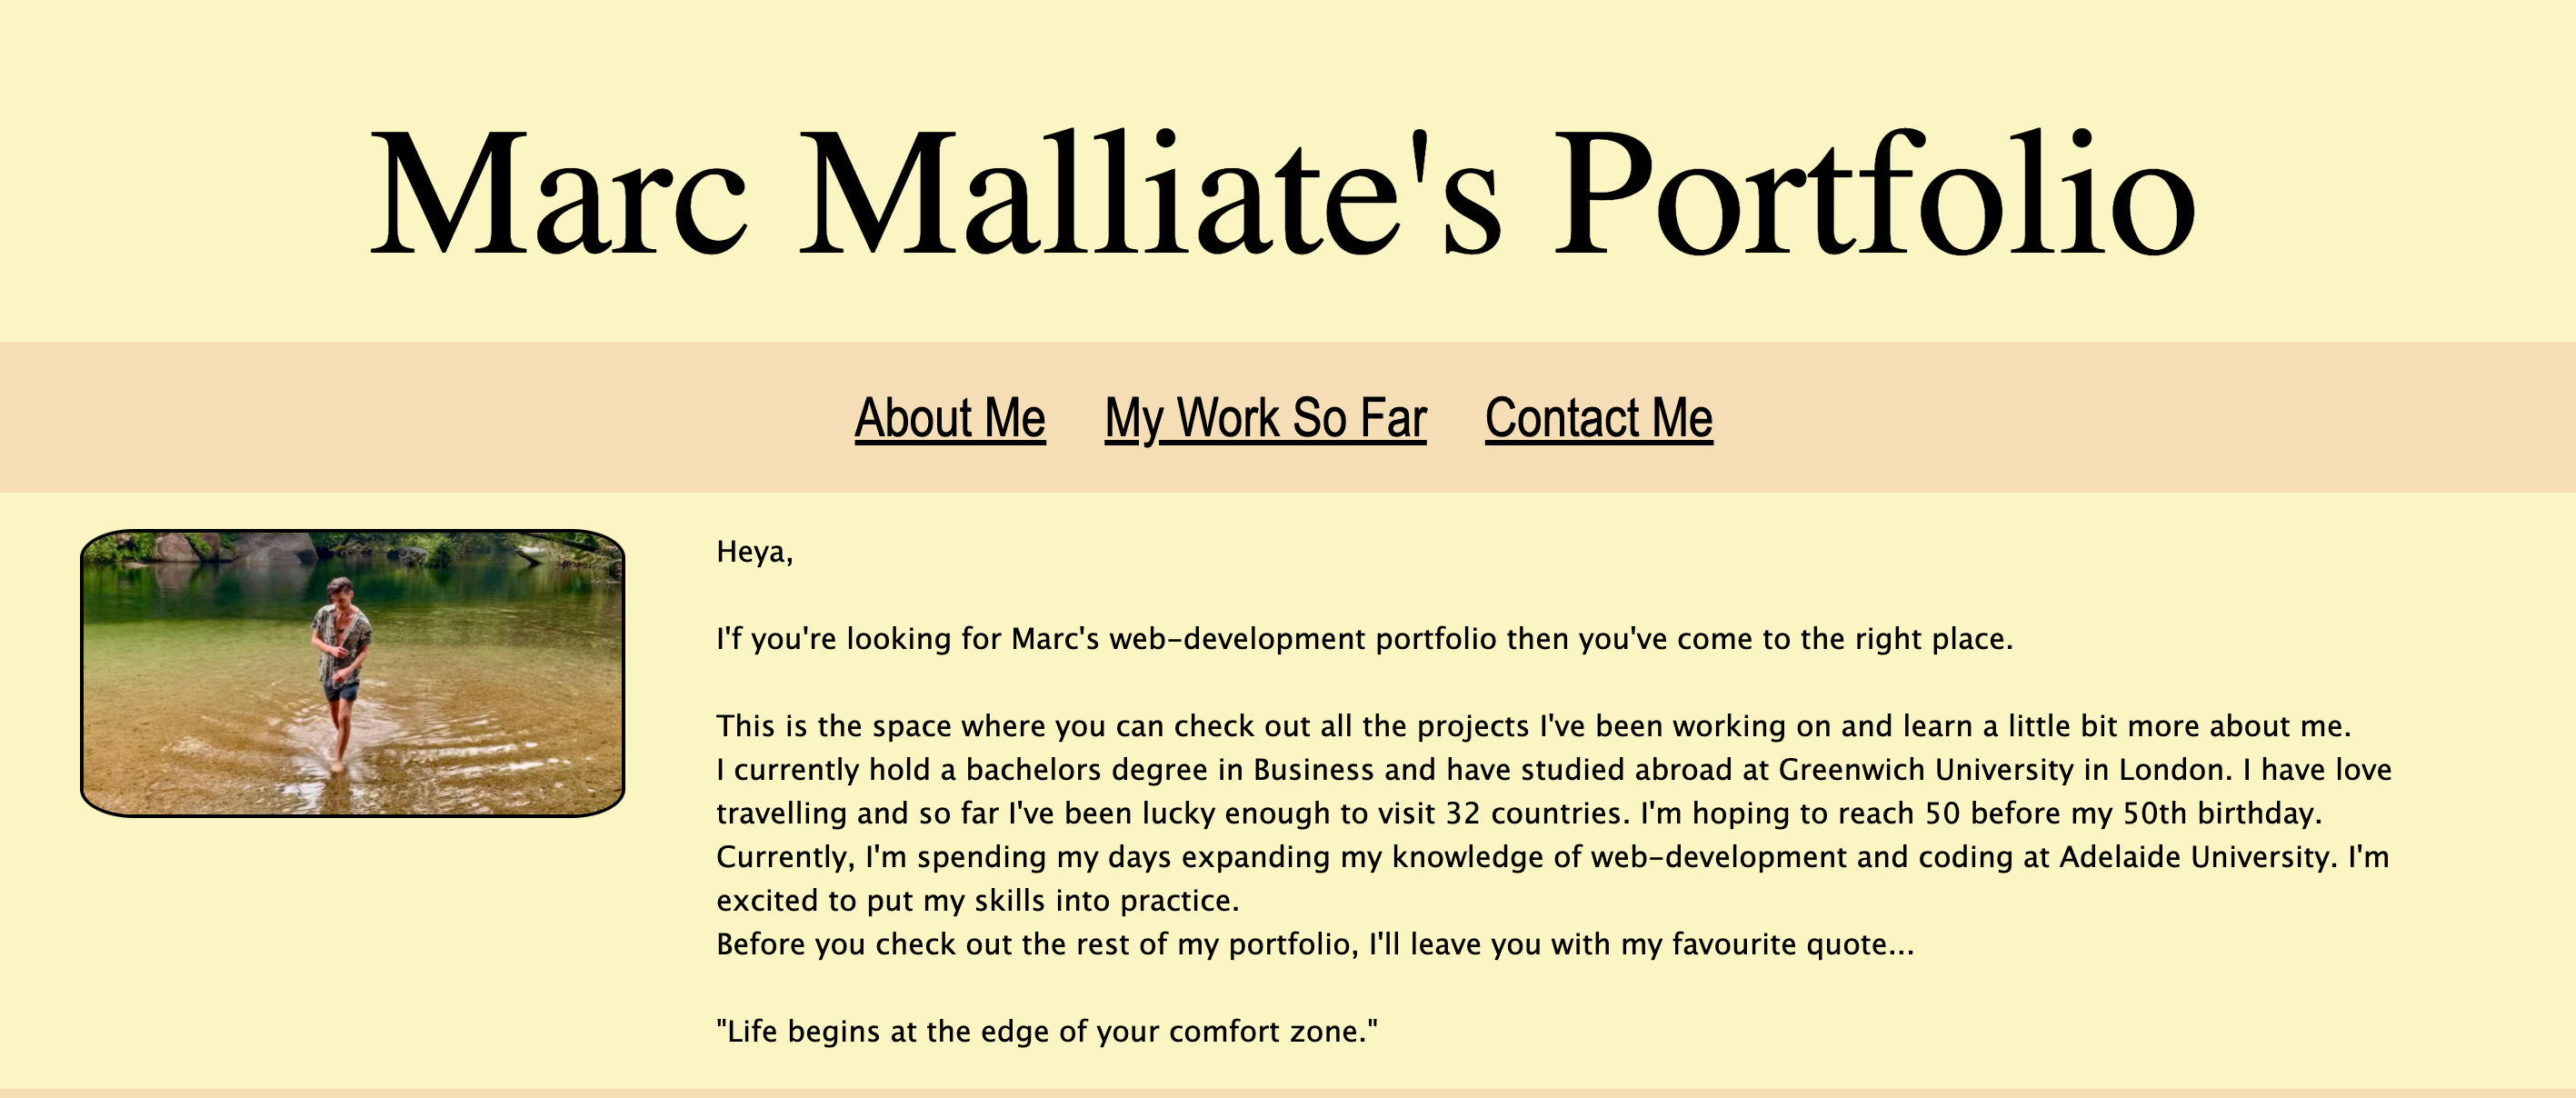 Marc Malliate's Portfolio
About Me My Work So Far Contact Me
Heya,
I'f you're looking for Marc's web-development portfolio then you've come to the right place.
This is the space where you can check out all the projects I've been working on and learn a little bit more about me.
I currently hold a bachelors degree in Business and have studied abroad at Greenwich University in London. I have love
travelling and so far I've been lucky enough to visit 32 countries. I'm hoping to reach 50 before my 50th birthday.
Currently, I'm spending my days expanding my knowledge of web-development and coding at Adelaide University. I'm
excited to put my skills into practice.
Before you check out the rest of my portfolio, I'll leave you with my favourite quote...
"Life begins at the edge of your comfort zone."